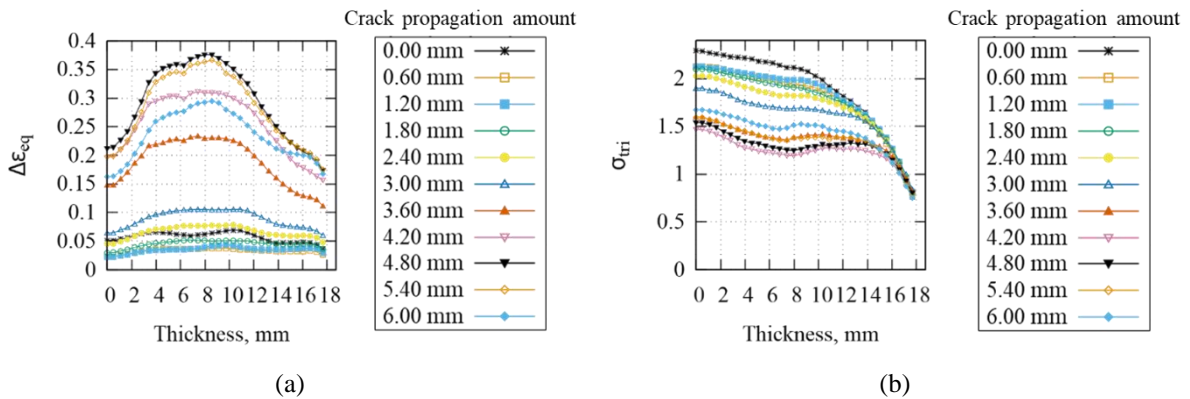 Crack propagation amount
0.4
0.35
0.3
0.25
0.2
0.15
0.1
0.05
0
Δε_eq
0 2 4 6 8 10 12 14 16 18
Thickness, mm
0.00 mm
0.60 mm
1.20 mm
1.80 mm
2.40 mm
3.00 mm
3.60 mm
4.20 mm
4.80 mm
5.40 mm
6.00 mm
(a)
Crack propagation amount
2
1.5
1
0.5
0
σ_tri
0 2 4 6 8 10 12 14 16 18
Thickness, mm
0.00 mm
0.60 mm
1.20 mm
1.80 mm
2.40 mm
3.00 mm
3.60 mm
4.20 mm
4.80 mm
5.40 mm
6.00 mm
(b)